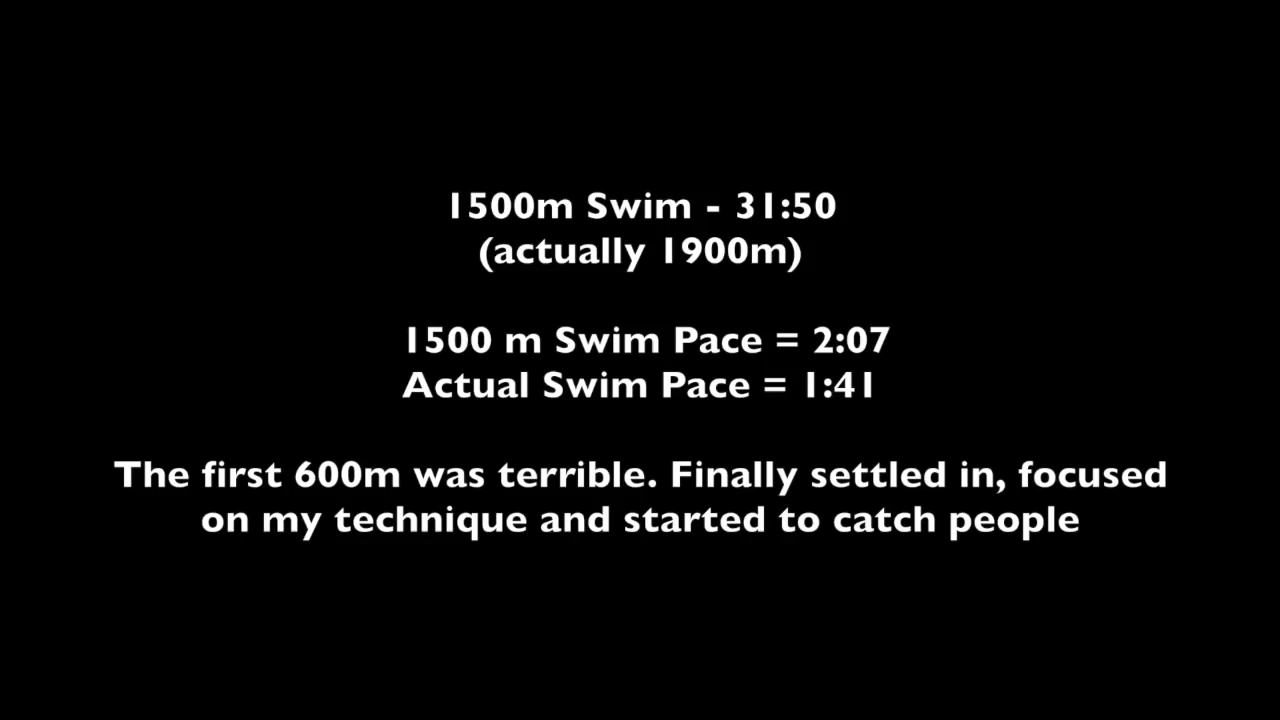 1500m Swim - 31:50
(actually 1900m)
1500 m Swim Pace = 2:07
Actual Swim Pace = 1:41
The first 600m was terrible. Finally settled in, focused
on my technique and started to catch people